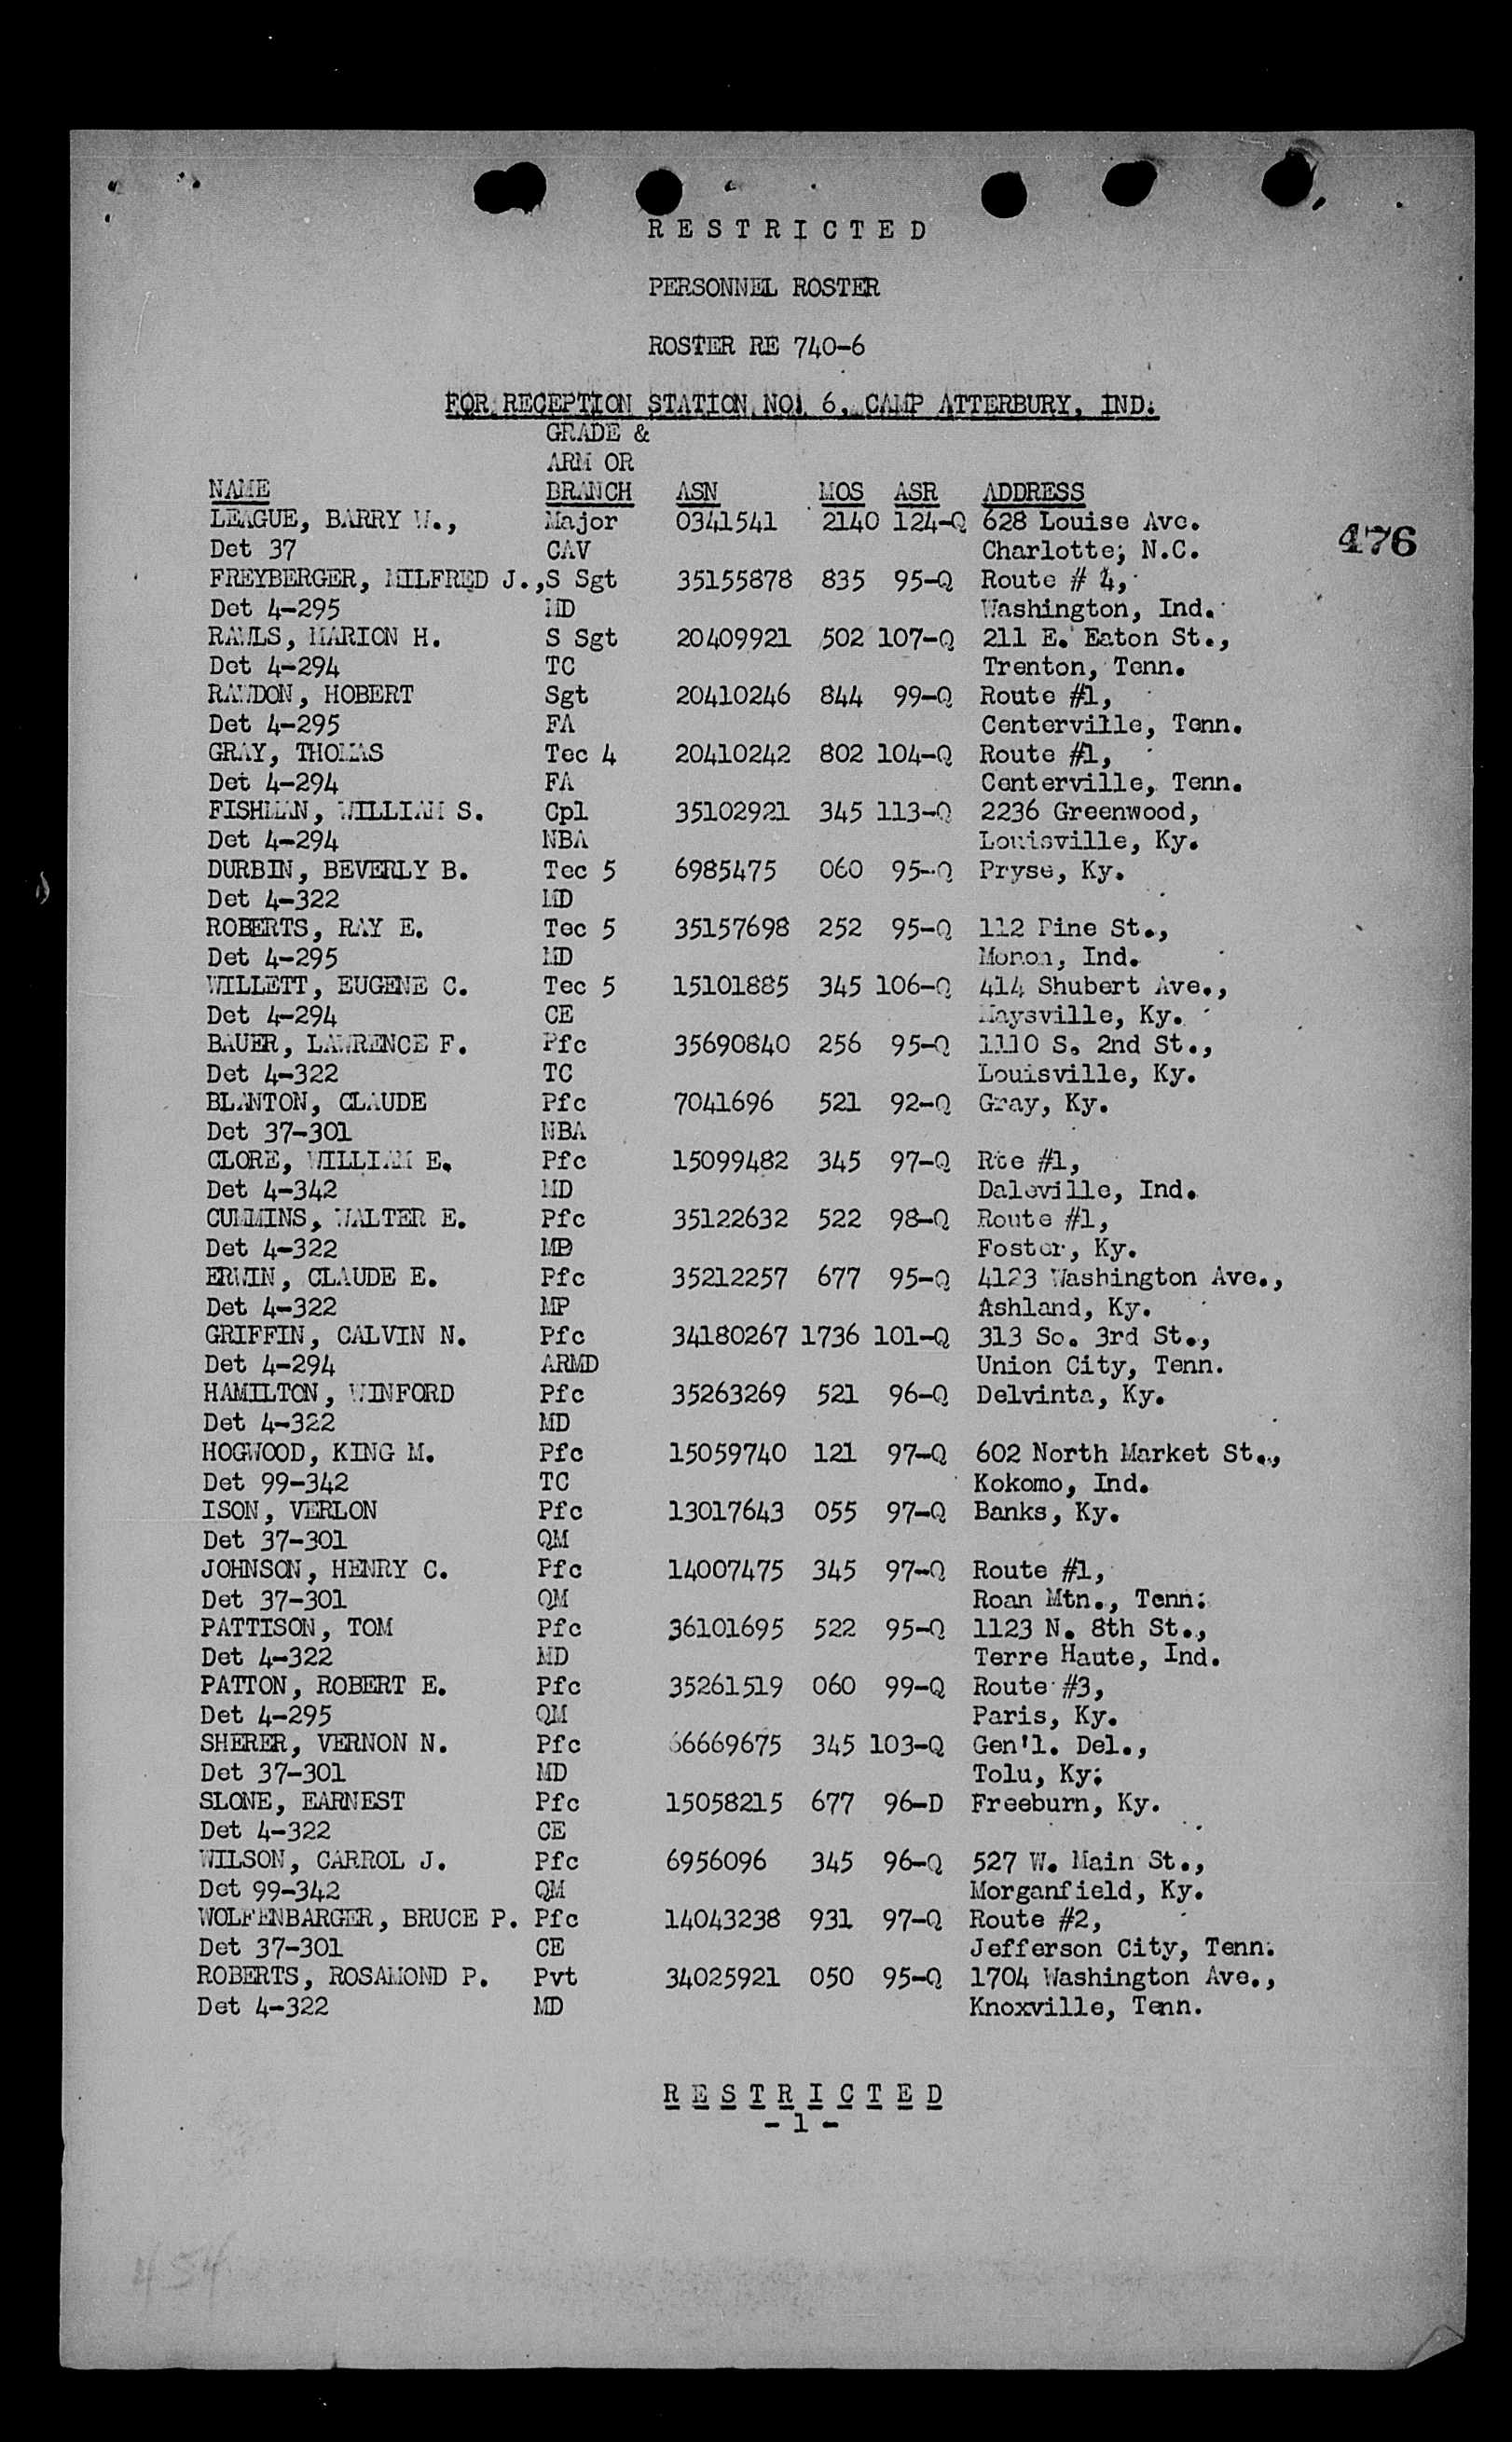 R E S T R I C T E D
PERSONNEL ROSTER
ROSTER RE 740-6
FOR RECEPTION STATION NO. 6, CAMP ATTERBURY, IND.
GRADE &
ARM OR
NAME BRANCH ASN MOS ASR ADDRESS
LEAGUE, BARRY W., Major 0341541 2140 124-Q 628 Louise Ave.
476
Det 37 CAV Charlotte, N.C.
FREYBERGER, MILFRED J., S Sgt 35155878 835 95-Q Route # 4,
Det 4-295 MD Washington, Ind.
RAWLS, MARION H. S Sgt 20409921 502 107-Q 211 E. Eaton St.,
Det 4-294 TC Trenton, Tenn.
RAWDON, HOBERT Sgt 20410246 844 99-Q Route #1,
Det 4-295 FA Centerville, Tenn.
GRAY, THOMAS Tec 4 20410242 802 104-Q Route #1,
Det 4-294 FA Centerville, Tenn.
FISHMAN, WILLIAM S. Cpl 35102921 345 113-Q 2236 Greenwood,
Det 4-294 NBA Louisville, Ky.
DURBIN, BEVERLY B. Tec 5 6985475 060 95-Q Pryse, Ky.
Det 4-322 MD
ROBERTS, RAY E. Tec 5 35157698 252 95-Q 112 Pine St.,
Det 4-295 MD Monon, Ind.
WILLETT, EUGENE C. Tec 5 15101885 345 106-Q 414 Shubert Ave.,
Det 4-294 CE Maysville, Ky.
BAUER, LAWRENCE F. Pfc 35690840 256 95-Q 1110 S. 2nd St.,
Det 4-322 TC Louisville, Ky.
BLANTON, CLAUDE Pfc 7041696 521 92-Q Gray, Ky.
Det 37-301 NBA
CLORE, WILLIAM E. Pfc 15099482 345 97-Q Rte #1,
Det 4-342 MD Daleville, Ind.
CUMMINS, WALTER E. Pfc 35122632 522 98-Q Route #1,
Det 4-322 MP Foster, Ky.
ERWIN, CLAUDE E. Pfc 35212257 677 95-Q 4123 Washington Ave.,
Det 4-322 MP Ashland, Ky.
GRIFFIN, CALVIN N. Pfc 34180267 1736 101-Q 313 So. 3rd St.,
Det 4-294 ARMD Union City, Tenn.
HAMILTON, WINFORD Pfc 35263269 521 96-Q Delvinta, Ky.
Det 4-322 MD
HOGWOOD, KING M. Pfc 15059740 121 97-Q 602 North Market St.,
Det 99-342 TC Kokomo, Ind.
ISON, VERLON Pfc 13017643 055 97-Q Banks, Ky.
Det 37-301 QM
JOHNSON, HENRY C. Pfc 14007475 345 97-Q Route #1,
Det 37-301 QM Roan Mtn., Tenn.
PATTISON, TOM Pfc 36101695 522 95-Q 1123 N. 8th St.,
Det 4-322 MD Terre Haute, Ind.
PATTON, ROBERT E. Pfc 35261519 060 99-Q Route #3,
Det 4-295 QM Paris, Ky.
SHERER, VERNON N. Pfc 345 103-Q Gen'l. Del.,
Det 37-301 MD Tolu, Ky.
SLONE, EARNEST Pfc 15058215 677 96-D Freeburn, Ky.
Det 4-322 CE
WILSON, CARROL J. Pfc 6956096 345 96-Q 527 W. Main St.,
Det 99-342 QM Morganfield, Ky.
WOLFENBARGER, BRUCE P. Pfc 14043238 931 97-Q Route #2,
Det 37-301 CE Jefferson City, Tenn.
ROBERTS, ROSAMOND P. Pvt 34025921 050 95-Q 1704 Washington Ave.,
Det 4-322 MD Knoxville, Tenn.
R E S T R I C T E D
- 1 -
454